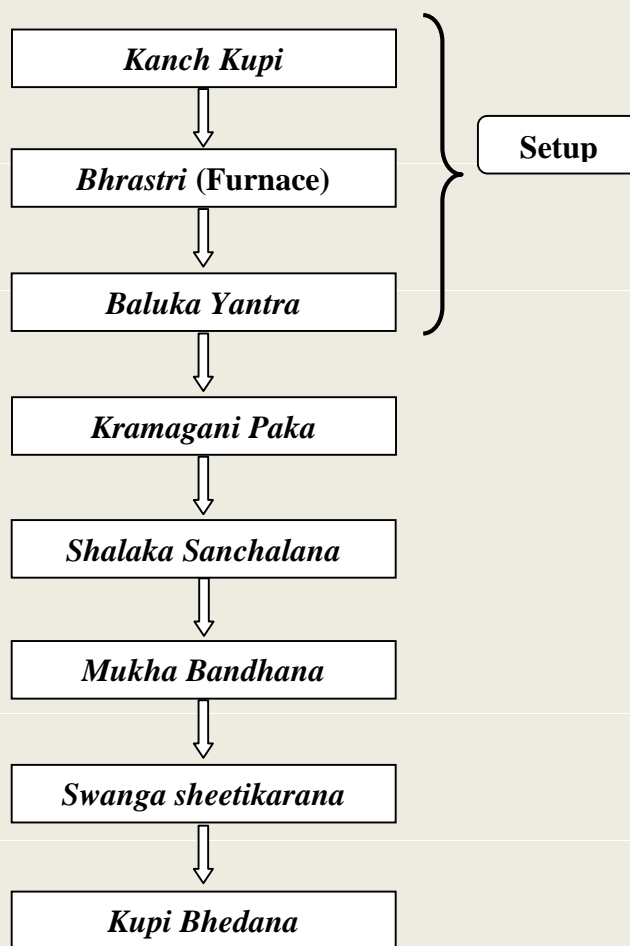 Kanch Kupi
Setup
Bhrastri (Furnace)
Baluka Yantra
Kramagani Paka
Shalaka Sanchalana
Mukha Bandhana
Swanga sheetikarana
Kupi Bhedana